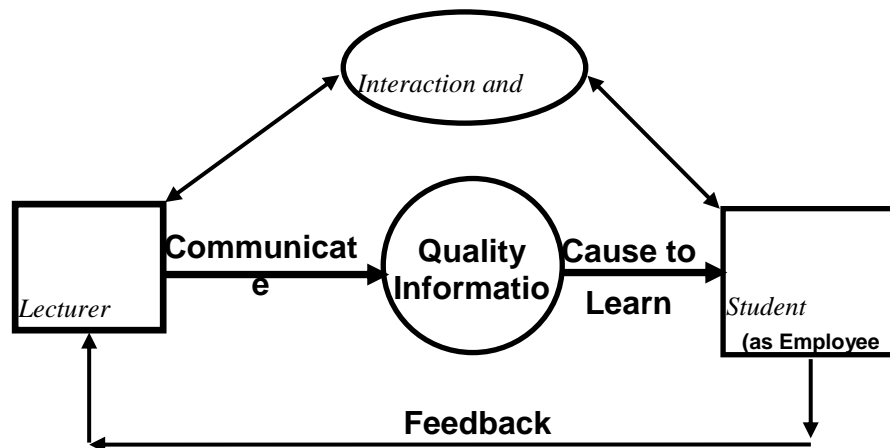 Interaction and
Communicat
e
Quality
Informatio
Cause to
Learn
Lecturer
Student
(as Employee
Feedback